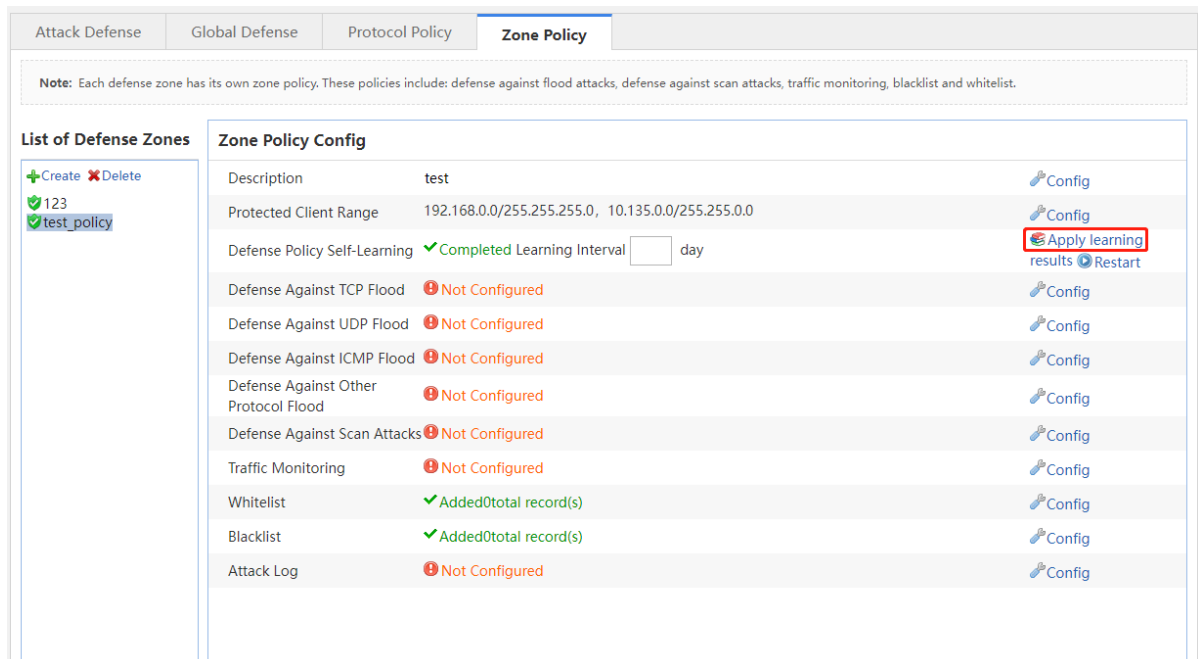 Attack Defense Global Defense Protocol Policy Zone Policy
Note: Each defense zone has its own zone policy. These policies include: defense against flood attacks, defense against scan attacks, traffic monitoring, blacklist and whitelist.
List of Defense Zones
Create Delete
123
test_policy
Zone Policy Config
Description test Config
Protected Client Range 192.168.0.0/255.255.255.0, 10.135.0.0/255.255.0.0 Config
Defense Policy Self-Learning Completed Learning Interval day Apply learning
results Restart
Defense Against TCP Flood Not Configured Config
Defense Against UDP Flood Not Configured Config
Defense Against ICMP Flood Not Configured Config
Defense Against Other
Protocol Flood Not Configured Config
Defense Against Scan Attacks Not Configured Config
Traffic Monitoring Not Configured Config
Whitelist Added0total record(s) Config
Blacklist Added0total record(s) Config
Attack Log Not Configured Config